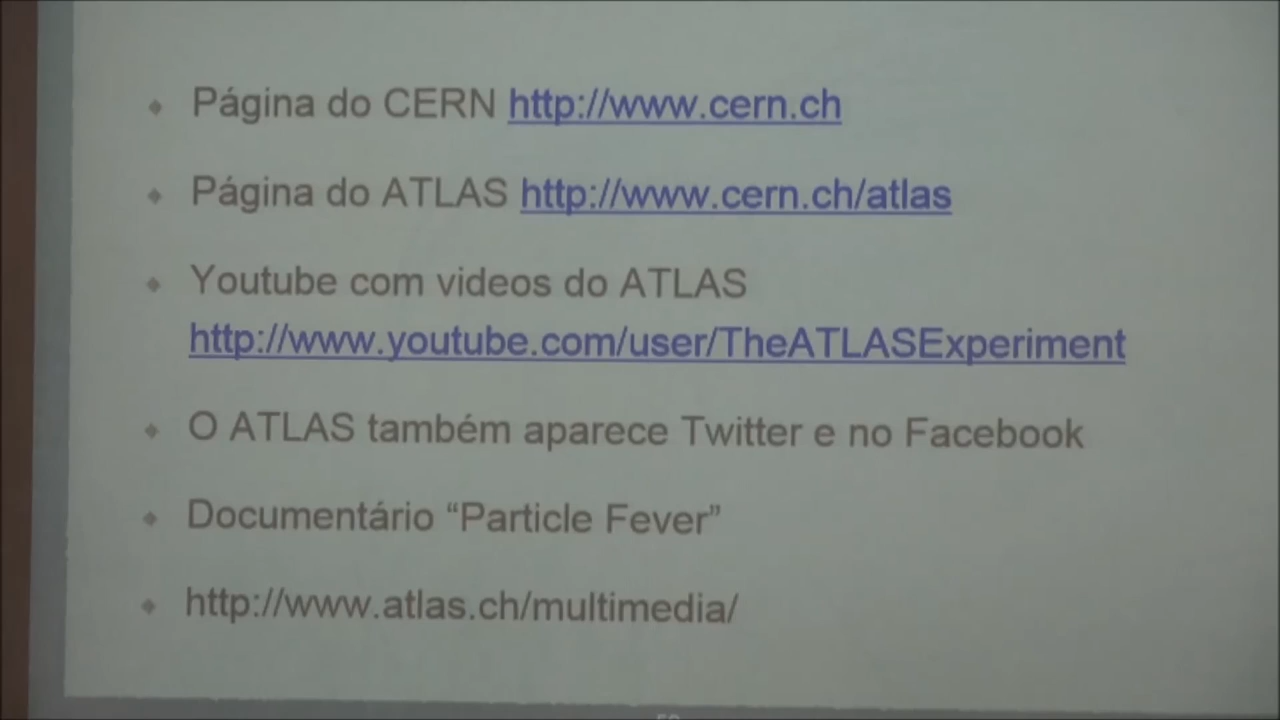 Página do CERN http://www.cern.ch
Página do ATLAS http://www.cern.ch/atlas
Youtube com videos do ATLAS
http://www.youtube.com/user/TheATLASExperiment
O ATLAS também aparece Twitter e no Facebook
Documentário “Particle Fever”
http://www.atlas.ch/multimedia/